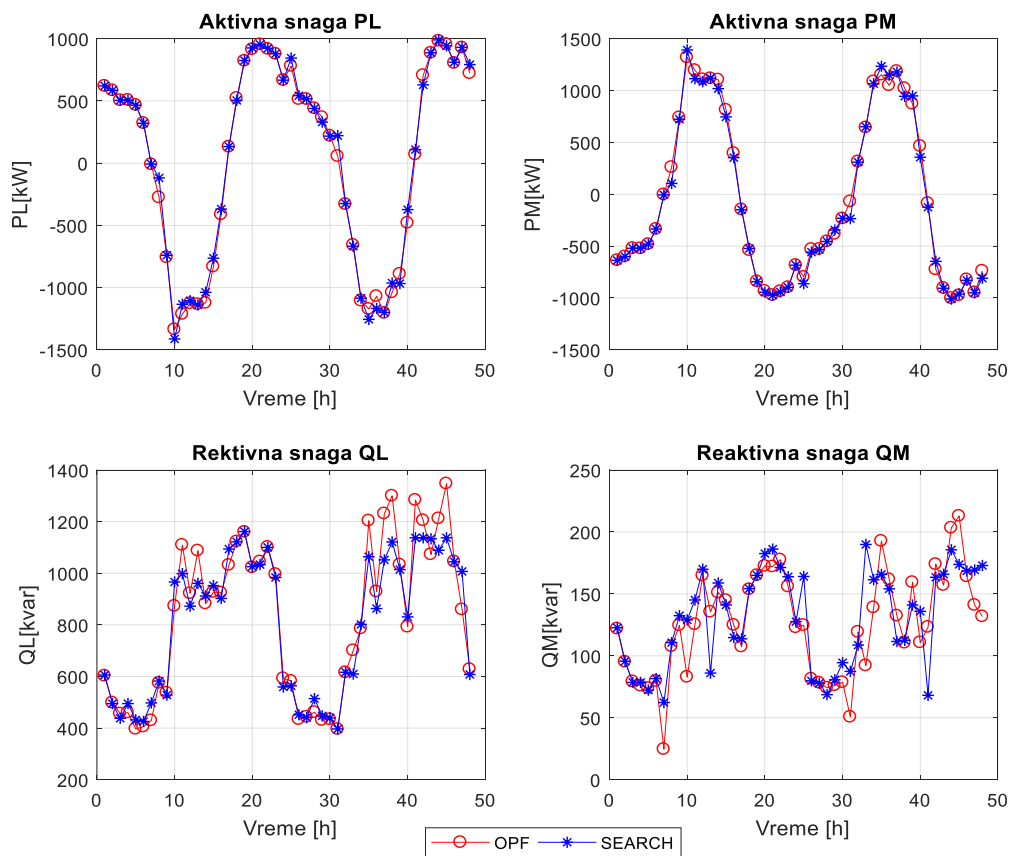 Aktivna snaga PL
1000
500
0
-500
-1000
-1500
PL[kW]
0 10 20 30 40 50
Vreme [h]
Aktivna snaga PM
1500
1000
500
0
-500
-1000
-1500
PM[kW]
0 10 20 30 40 50
Vreme [h]
Rektivna snaga QL
1400
1200
1000
800
600
400
200
QL[kvar]
0 10 20 30 40 50
Vreme [h]
Reaktivna snaga QM
250
200
150
100
50
0
QM[kvar]
0 10 20 30 40 50
Vreme [h]
OPF SEARCH